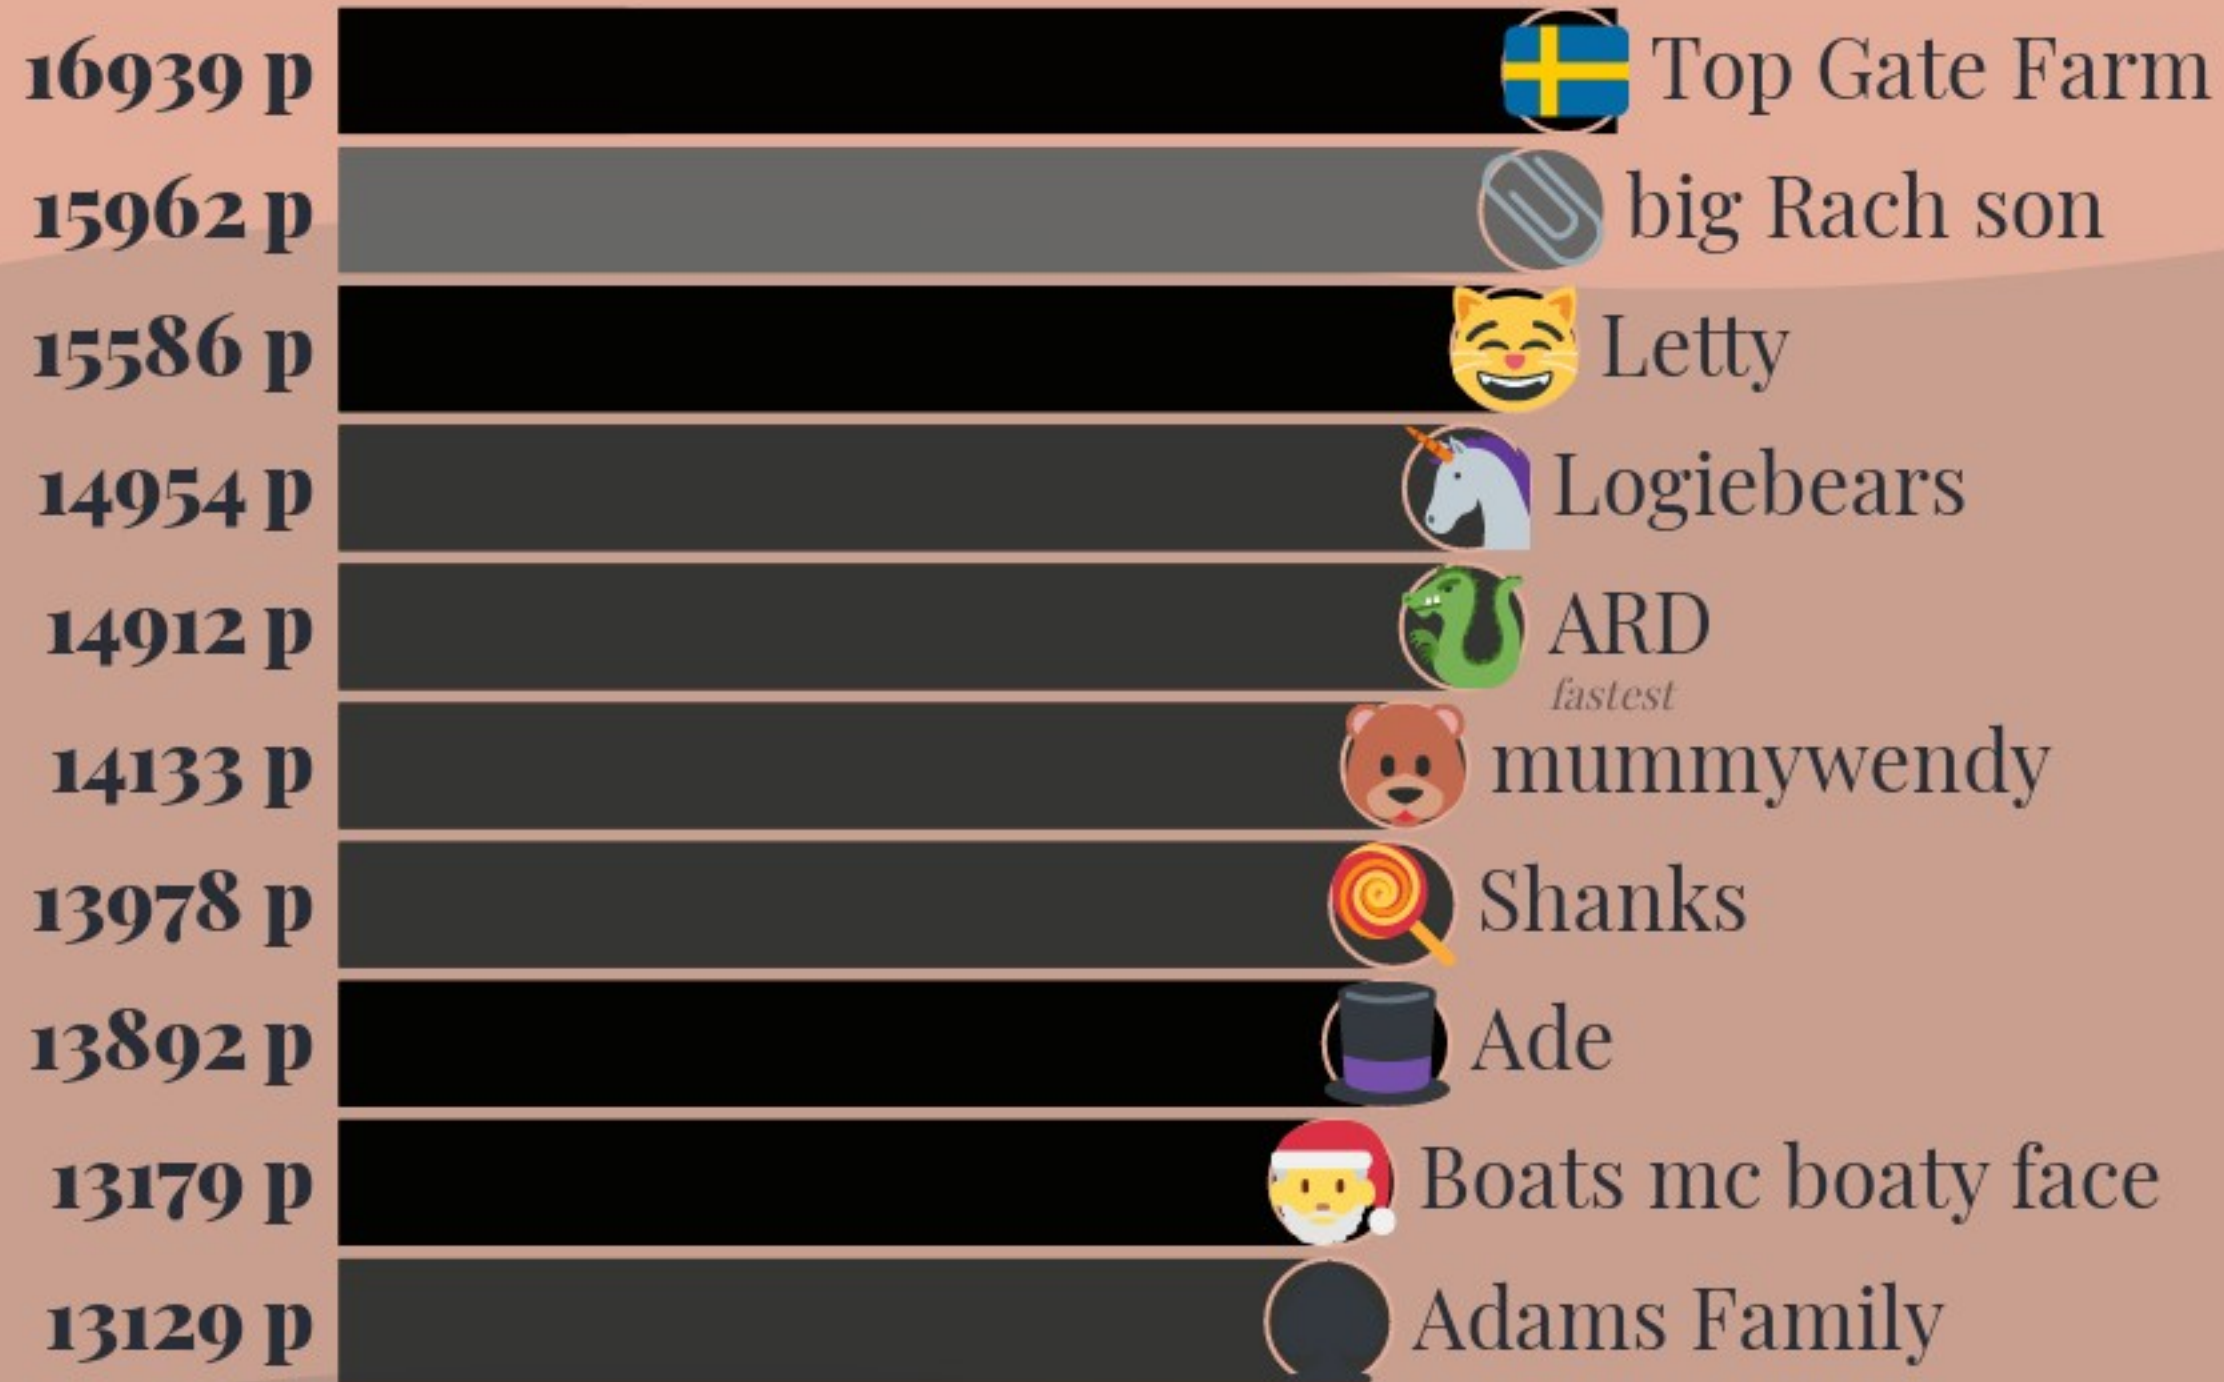 16939 p Top Gate Farm
15962 p big Rach son
15586 p Letty
14954 p Logiebears
14912 p ARD
fastest
14133 p mummywendy
13978 p Shanks
13892 p Ade
13179 p Boats mc boaty face
13129 p Adams Family